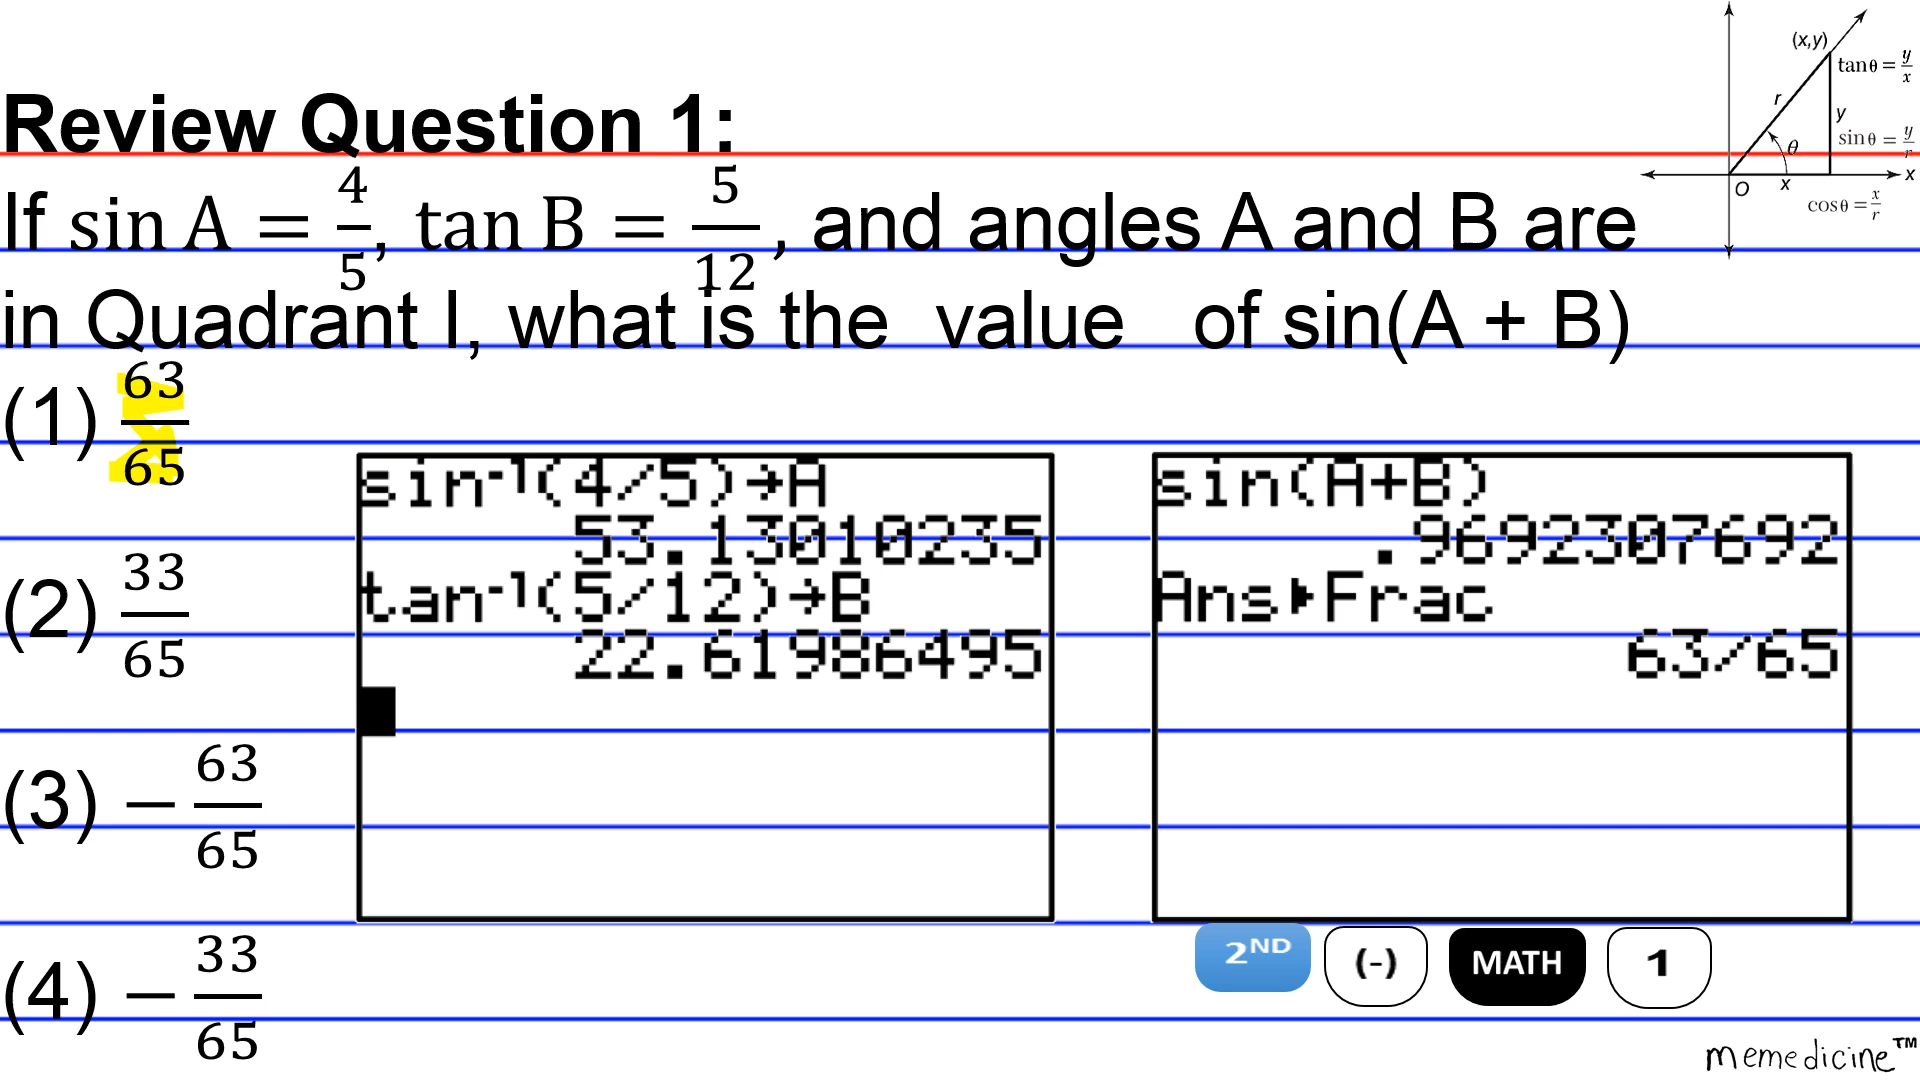 Review Question 1:
If sin A = 4/5, tan B = 5/12, and angles A and B are
in Quadrant I, what is the value of sin(A + B)
(1) 63/65
(2) 33/65
(3) − 63/65
(4) − 33/65
sin⁻¹(4/5)→A
53.13010235
tan⁻¹(5/12)→B
22.61986495
sin(A+B)
.9692307692
Ans▶Frac
63/65
2ND (-) MATH 1
(x,y)
tanθ = y/x
r
y
sinθ = y/r
θ
O x x
cosθ = x/r
memedicine™